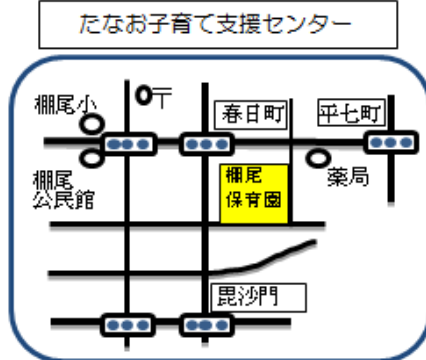 たなお子育て支援センター
棚尾小
〒
春日町
平七町
棚尾
公民館
棚尾
保育園
薬局
毘沙門